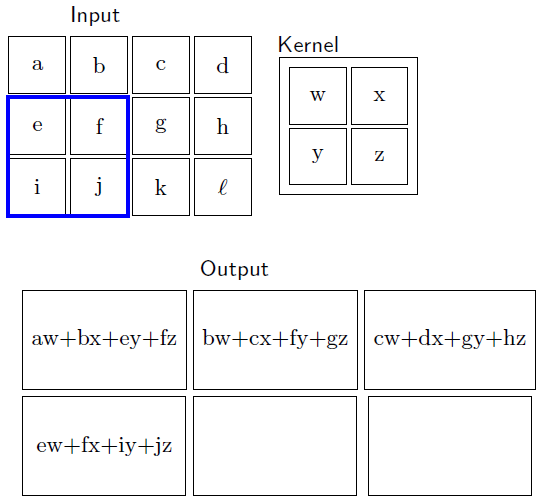 Input
a b c d
e f g h
i j k ℓ
Kernel
w x
y z
Output
aw+bx+ey+fz bw+cx+fy+gz cw+dx+gy+hz
ew+fx+iy+jz